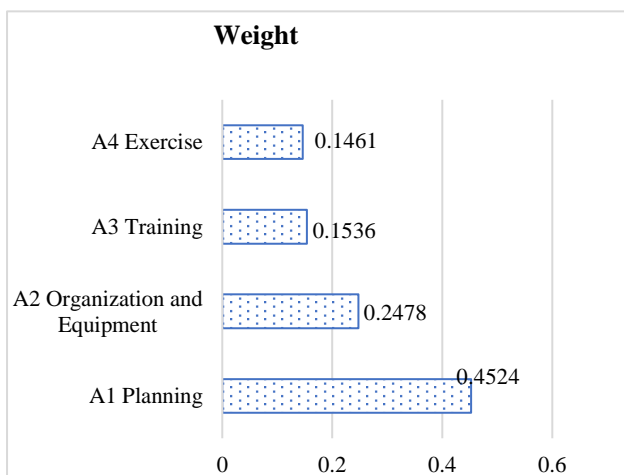 Weight
A4 Exercise
0.1461
A3 Training
0.1536
A2 Organization and
Equipment
0.2478
A1 Planning
0.4524
0
0.2
0.4
0.6